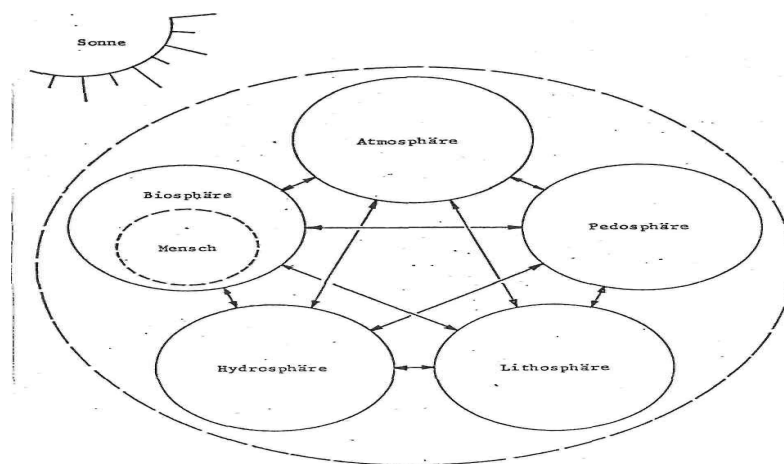 Sonne
Atmosphäre
Biosphäre
Mensch
Pedosphäre
Hydrosphäre
Lithosphäre